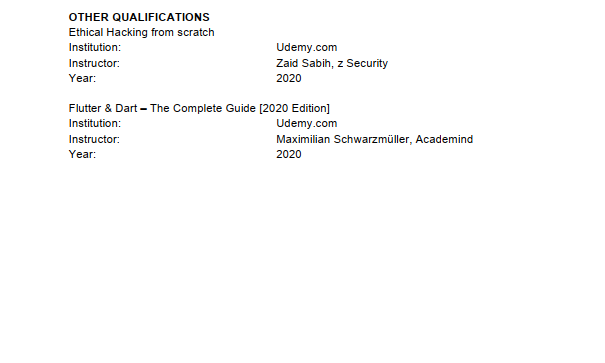 OTHER QUALIFICATIONS
Ethical Hacking from scratch
Institution: Udemy.com
Instructor: Zaid Sabih, z Security
Year: 2020
Flutter & Dart – The Complete Guide [2020 Edition]
Institution: Udemy.com
Instructor: Maximilian Schwarzmüller, Academind
Year: 2020